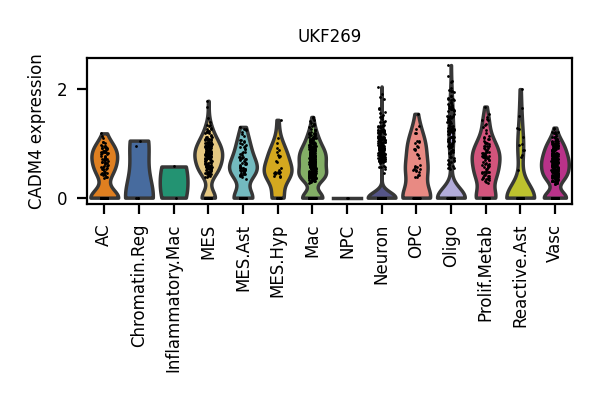 UKF269
CADM4 expression
2
0
AC
Chromatin.Reg
Inflammatory.Mac
MES
MES.Ast
MES.Hyp
Mac
NPC
Neuron
OPC
Oligo
Prolif.Metab
Reactive.Ast
Vasc